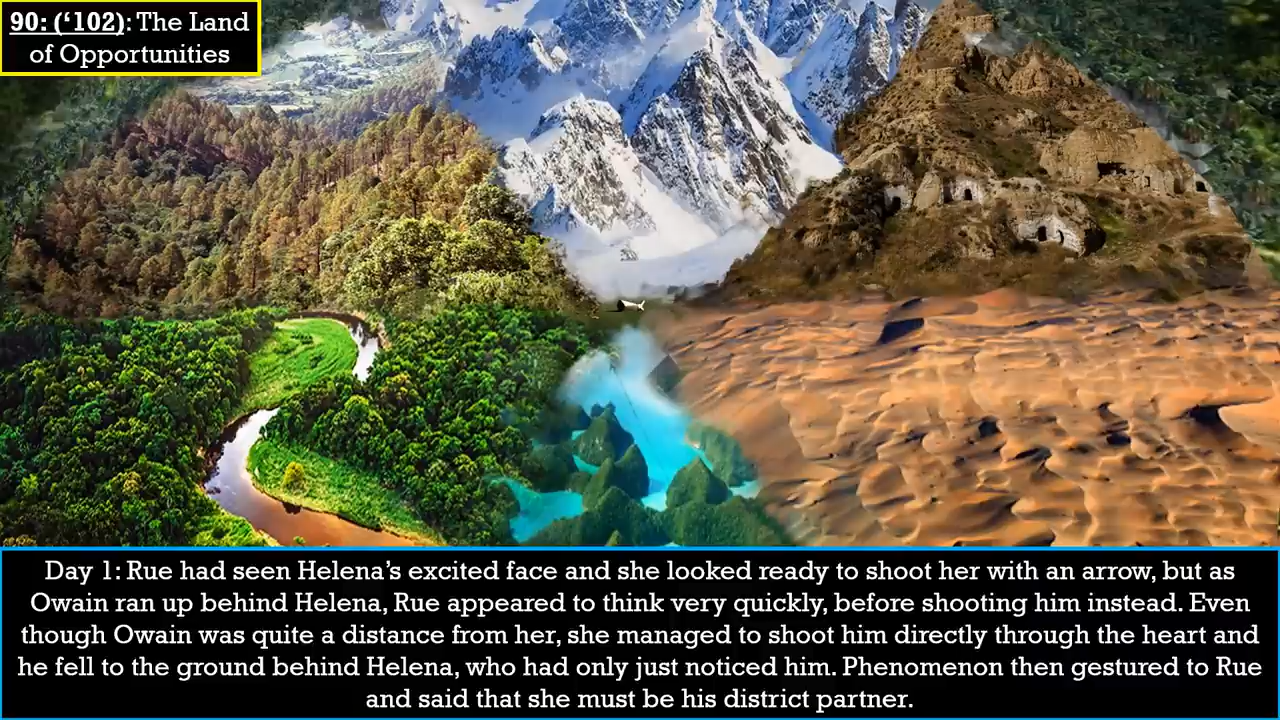 90: (‘102): The Land
of Opportunities
Day 1: Rue had seen Helena’s excited face and she looked ready to shoot her with an arrow, but as
Owain ran up behind Helena, Rue appeared to think very quickly, before shooting him instead. Even
though Owain was quite a distance from her, she managed to shoot him directly through the heart and
he fell to the ground behind Helena, who had only just noticed him. Phenomenon then gestured to Rue
and said that she must be his district partner.